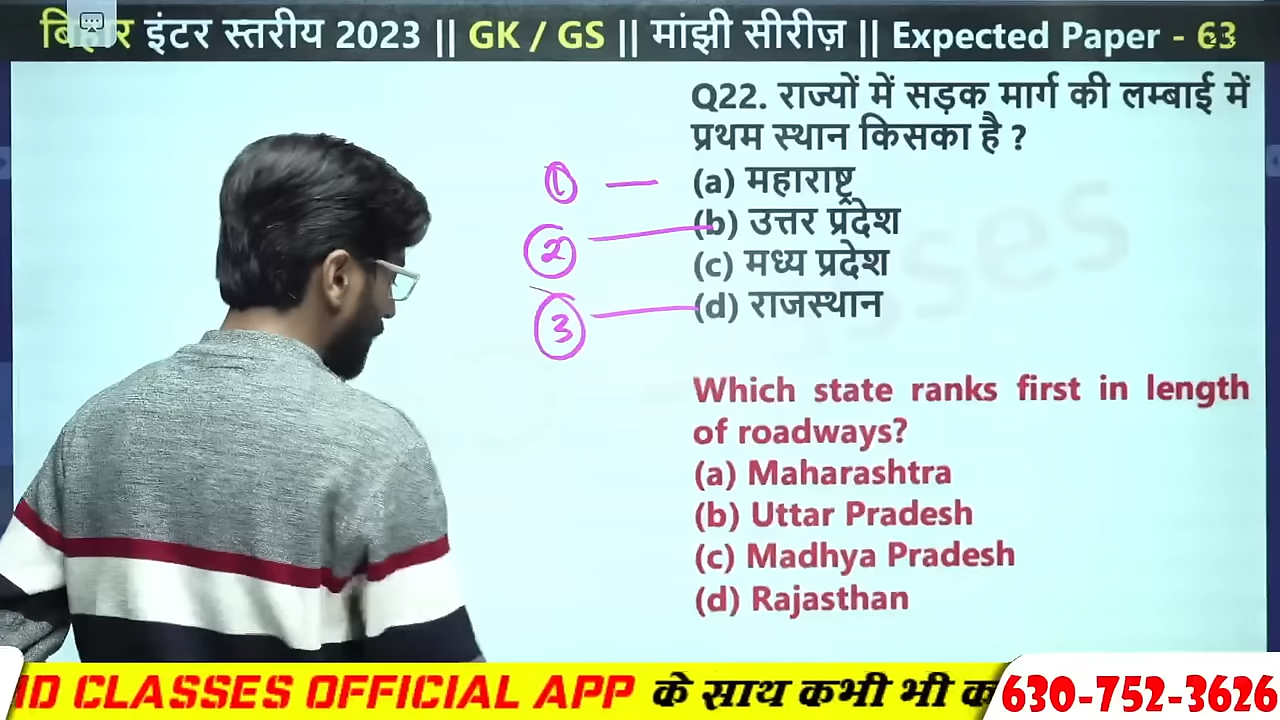 बिहार इंटर स्तरीय 2023 || GK / GS || मांझी सीरीज़ || Expected Paper - 63
Q22. राज्यों में सड़क मार्ग की लम्बाई में
प्रथम स्थान किसका है ?
① — (a) महाराष्ट्र
② — (b) उत्तर प्रदेश
(c) मध्य प्रदेश
③ — (d) राजस्थान
Which state ranks first in length
of roadways?
(a) Maharashtra
(b) Uttar Pradesh
(c) Madhya Pradesh
(d) Rajasthan
CLASSES OFFICIAL APP के साथ कभी भी
630-752-3626